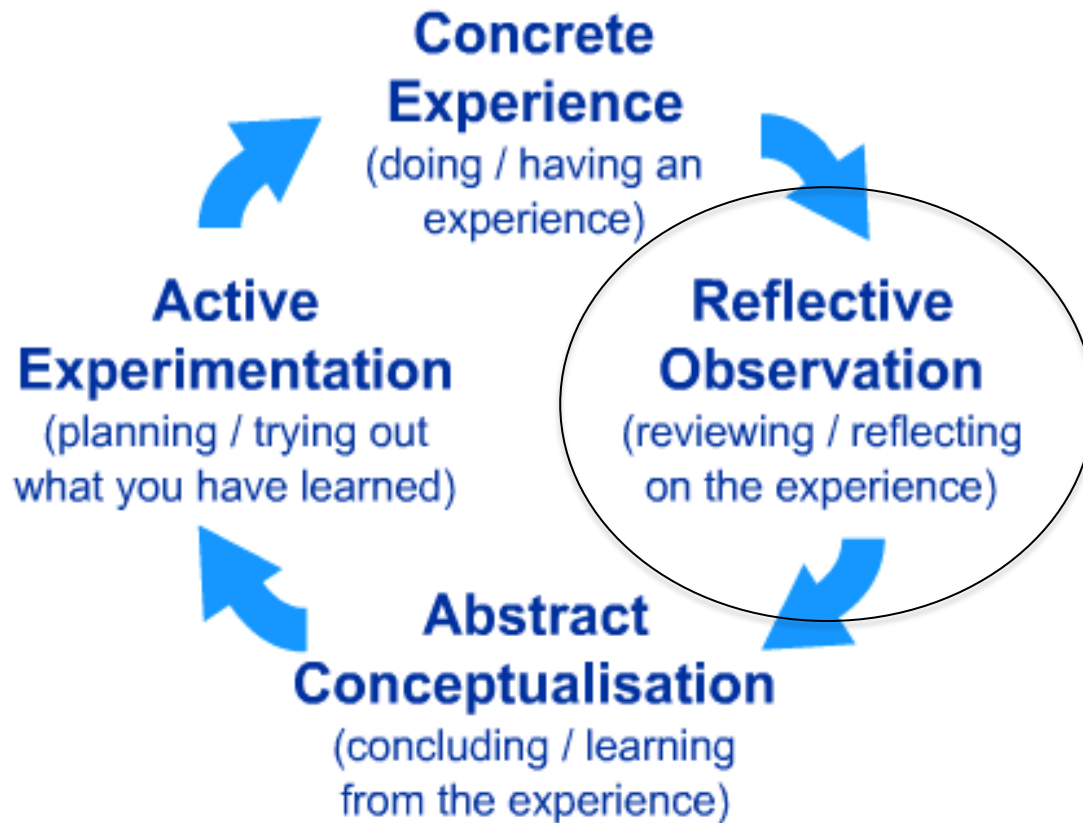 Concrete
Experience
(doing / having an
experience)
Reflective
Observation
(reviewing / reflecting
on the experience)
Abstract
Conceptualisation
(concluding / learning
from the experience)
Active
Experimentation
(planning / trying out
what you have learned)